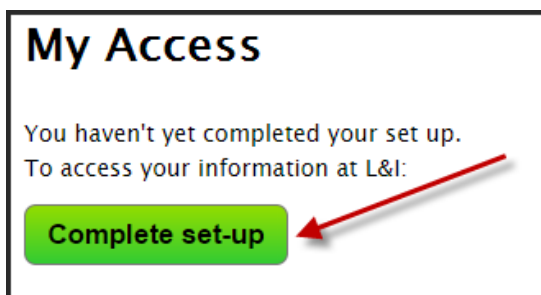 My Access
You haven't yet completed your set up.
To access your information at L&I:
Complete set-up